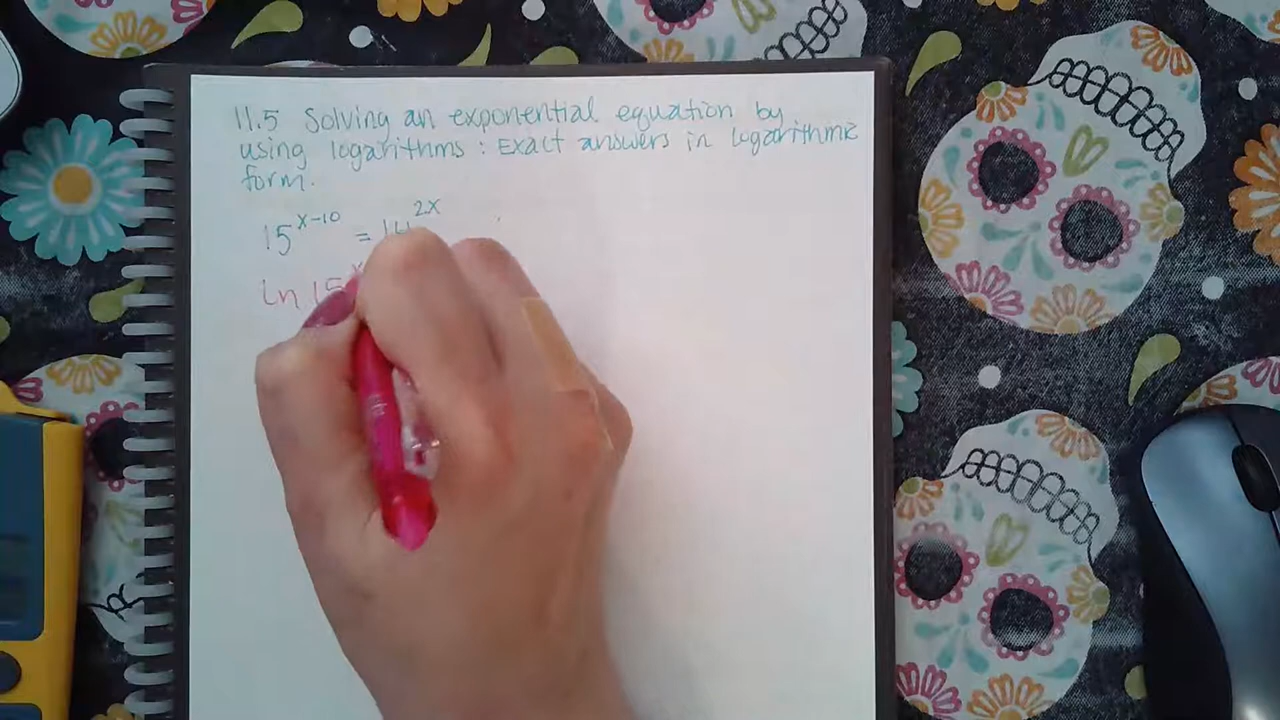 11.5 Solving an exponential equation by
using logarithms : Exact answers in logarithmic
form.
15^{x-10} = 14^{2x}
Ln 15